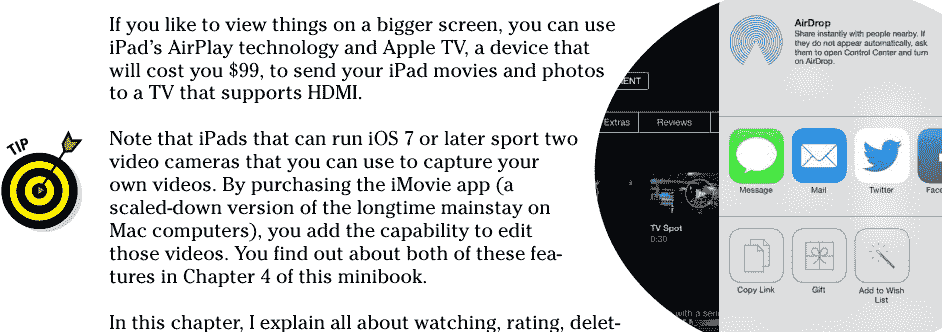 If you like to view things on a bigger screen, you can use
iPad's AirPlay technology and Apple TV, a device that
will cost you $99, to send your iPad movies and photos
to a TV that supports HDMI.
TIP
Note that iPads that can run iOS 7 or later sport two
video cameras that you can use to capture your
own videos. By purchasing the iMovie app (a
scaled-down version of the longtime mainstay on
Mac computers), you add the capability to edit
those videos. You find out about both of these fea-
tures in Chapter 4 of this minibook.
In this chapter, I explain all about watching, rating, delet-
AirDrop
Share instantly with people nearby. If
they do not appear automatically, ask
them to open Control Center and turn
on AirDrop.
ENT
Extras
Reviews
TV Spot
0:30
with a seri
Message
Mail
Twitter
Face
Copy Link
Gift
Add to Wish
List